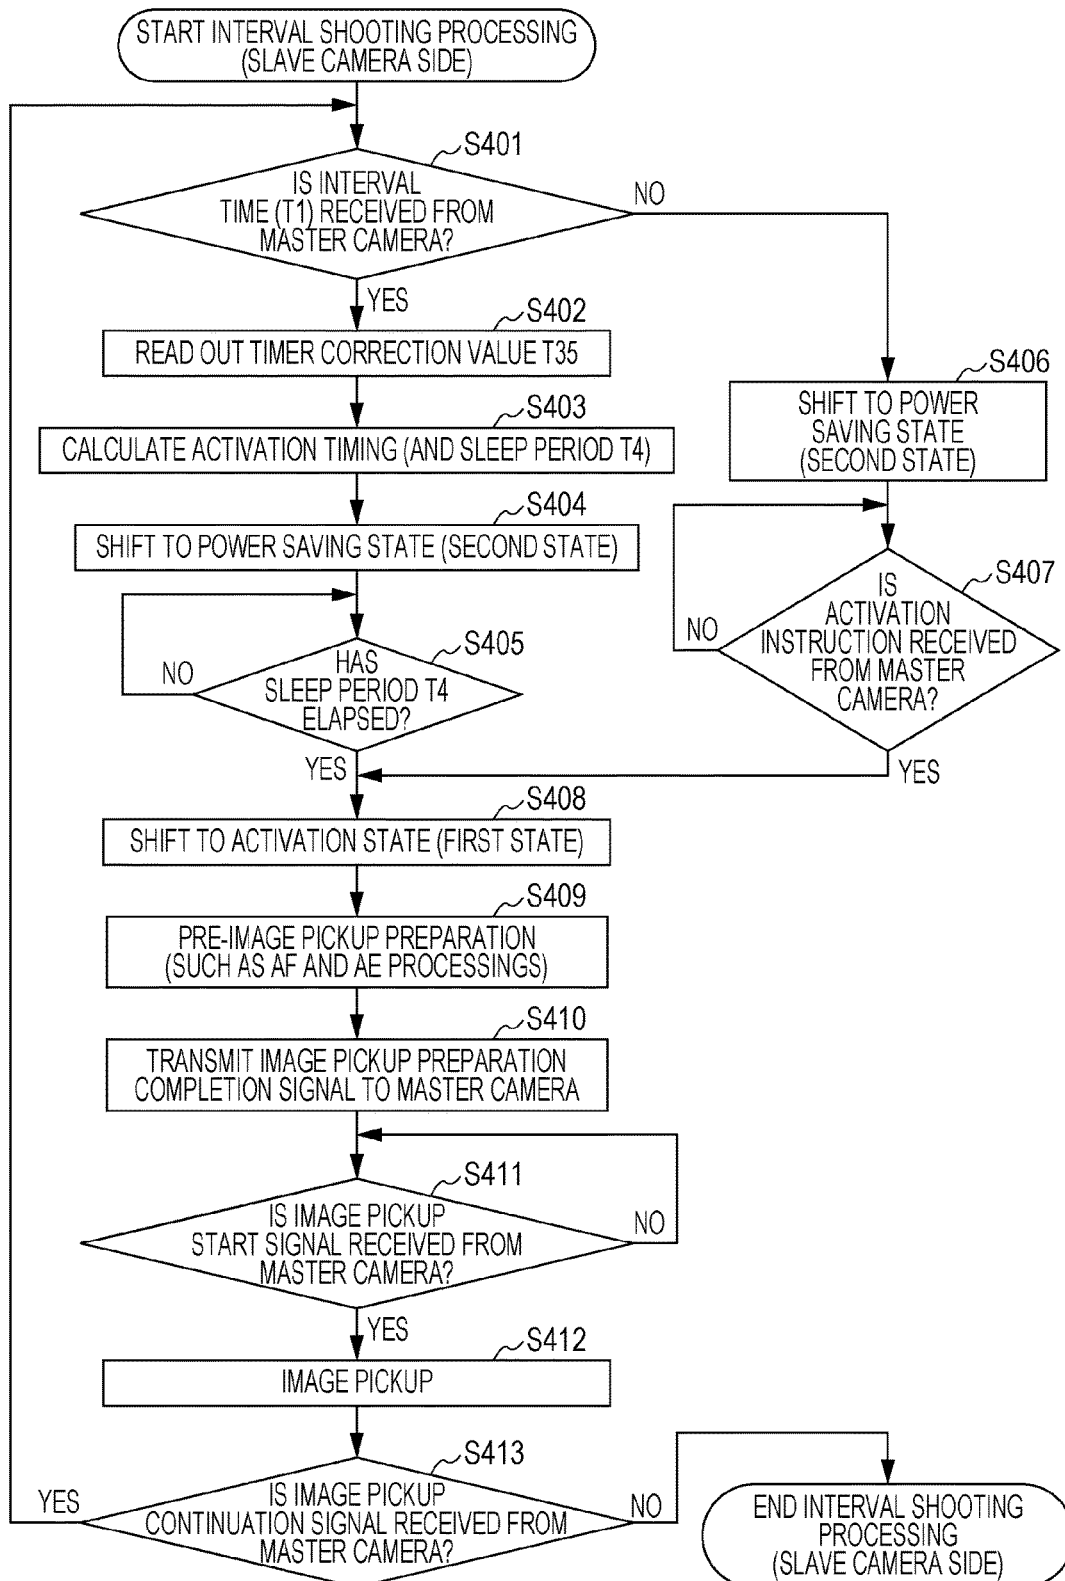 START INTERVAL SHOOTING PROCESSING
(SLAVE CAMERA SIDE)
S401
IS INTERVAL
TIME (T1) RECEIVED FROM
MASTER CAMERA?
NO
YES
S402
READ OUT TIMER CORRECTION VALUE T35
S403
CALCULATE ACTIVATION TIMING (AND SLEEP PERIOD T4)
S404
SHIFT TO POWER SAVING STATE (SECOND STATE)
S405
HAS
SLEEP PERIOD T4
ELAPSED?
NO
YES
S406
SHIFT TO POWER
SAVING STATE
(SECOND STATE)
S407
IS
ACTIVATION
INSTRUCTION RECEIVED
FROM MASTER
CAMERA?
NO
YES
S408
SHIFT TO ACTIVATION STATE (FIRST STATE)
S409
PRE-IMAGE PICKUP PREPARATION
(SUCH AS AF AND AE PROCESSINGS)
S410
TRANSMIT IMAGE PICKUP PREPARATION
COMPLETION SIGNAL TO MASTER CAMERA
S411
IS IMAGE PICKUP
START SIGNAL RECEIVED FROM
MASTER CAMERA?
NO
YES
S412
IMAGE PICKUP
S413
IS IMAGE PICKUP
CONTINUATION SIGNAL RECEIVED FROM
MASTER CAMERA?
YES
NO
END INTERVAL SHOOTING
PROCESSING
(SLAVE CAMERA SIDE)